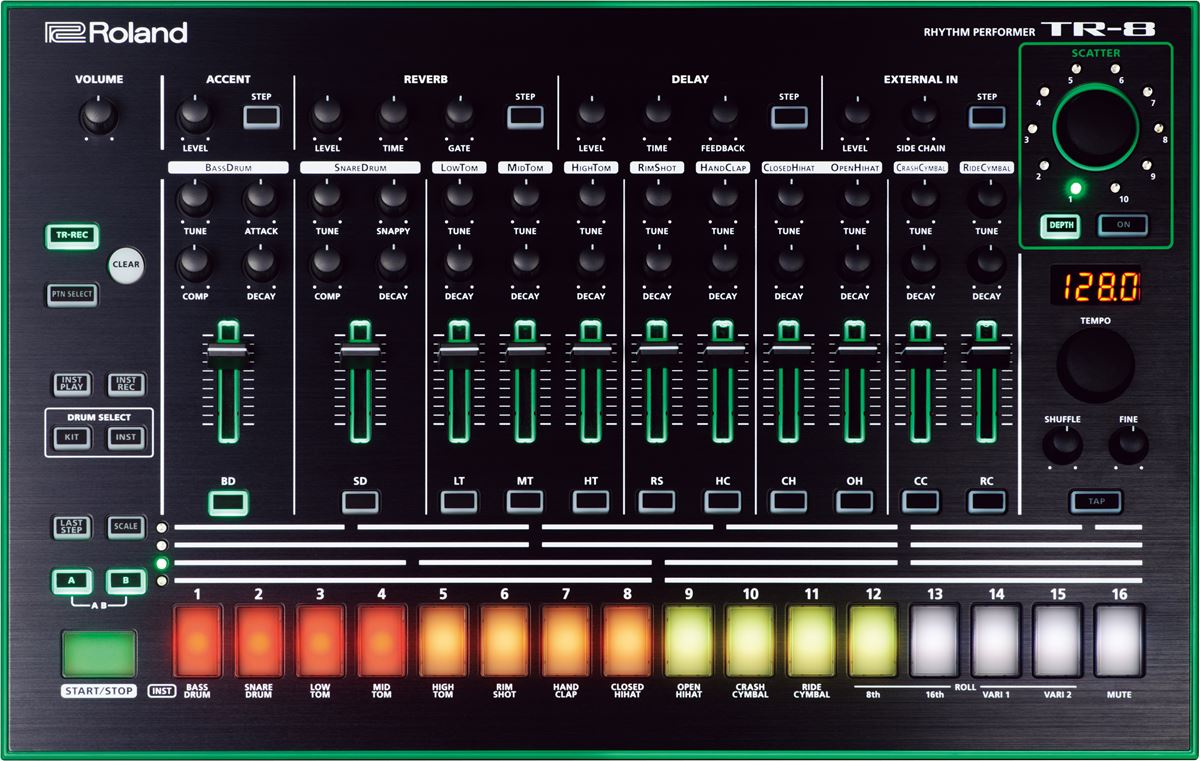 Roland
RHYTHM PERFORMER TR-8
SCATTER
VOLUME ACCENT REVERB DELAY EXTERNAL IN
STEP STEP STEP STEP
5 6
4 7
3 8
2 9
1 10
LEVEL LEVEL TIME GATE LEVEL TIME FEEDBACK LEVEL SIDE CHAIN
BASSDRUM SNAREDRUM LOWTOM MIDTOM HIGHTOM RIMSHOT HANDCLAP CLOSEDHIHAT OPENHIHAT CRASHCYMBAL RIDECYMBAL
DEPTH ON
TUNE ATTACK TUNE SNAPPY TUNE TUNE TUNE TUNE TUNE TUNE TUNE TUNE TUNE
TR-REC
CLEAR
PTN SELECT
COMP DECAY COMP DECAY DECAY DECAY DECAY DECAY DECAY DECAY DECAY DECAY DECAY
128.0
TEMPO
INST PLAY
INST REC
DRUM SELECT
KIT INST
SHUFFLE FINE
BD SD LT MT HT RS HC CH OH CC RC
TAP
LAST STEP
SCALE
A B
A B
1 2 3 4 5 6 7 8 9 10 11 12 13 14 15 16
START/STOP
INST
BASS DRUM
SNARE DRUM
LOW TOM
MID TOM
HIGH TOM
RIM SHOT
HAND CLAP
CLOSED HIHAT
OPEN HIHAT
CRASH CYMBAL
RIDE CYMBAL
ROLL
8th 16th VARI 1 VARI 2
MUTE